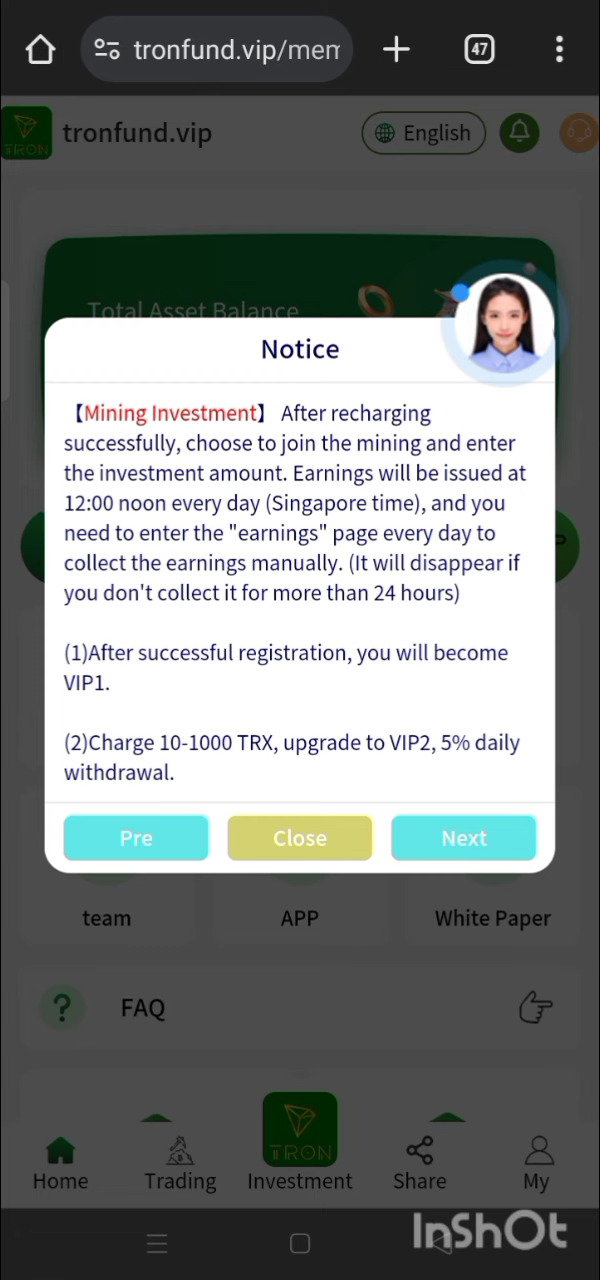 47
tronfund.vip/mem
TRON
tronfund.vip
English
Total Asset Balance
Notice
【Mining Investment】 After recharging
successfully, choose to join the mining and enter
the investment amount. Earnings will be issued at
12:00 noon every day (Singapore time), and you
need to enter the "earnings" page every day to
collect the earnings manually. (It will disappear if
you don't collect it for more than 24 hours)
(1)After successful registration, you will become
VIP1.
(2)Charge 10-1000 TRX, upgrade to VIP2, 5% daily
withdrawal.
Pre
Close
Next
team
APP
White Paper
?
FAQ
TRON
Home
Trading
Investment
Share
My
InShOt